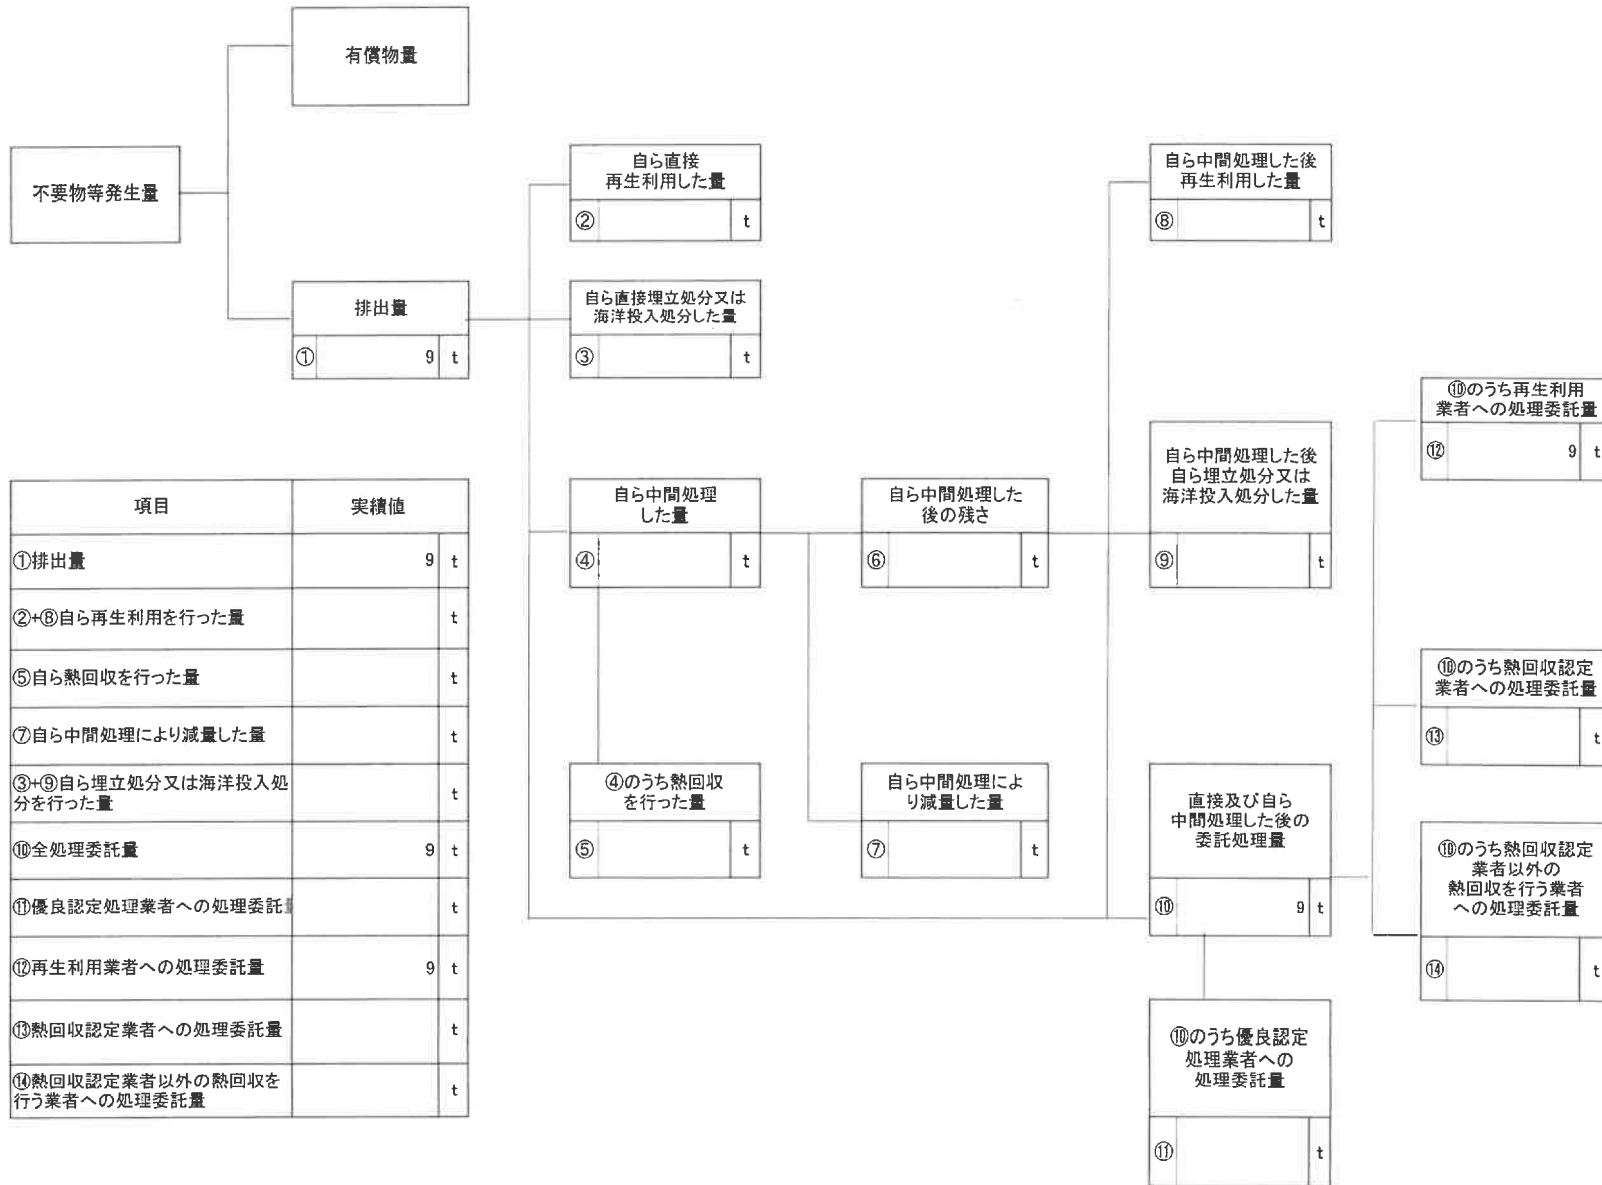 有償物量
不要物等発生量
排出量
① 9 t
自ら直接
再生利用した量
② t
自ら直接埋立処分又は
海洋投入処分した量
③ t
自ら中間処理
した量
④ t
④のうち熱回収
を行った量
⑤ t
自ら中間処理した
後の残さ
⑥ t
自ら中間処理によ
り減量した量
⑦ t
自ら中間処理した後
再生利用した量
⑧ t
自ら中間処理した後
自ら埋立処分又は
海洋投入処分した量
⑨ t
直接及び自ら
中間処理した後の
委託処理量
⑩ 9 t
⑩のうち優良認定
処理業者への
処理委託量
⑪ t
⑩のうち再生利用
業者への処理委託量
⑫ 9 t
⑩のうち熱回収認定
業者への処理委託量
⑬ t
⑩のうち熱回収認定
業者以外の
熱回収を行う業者
への処理委託量
⑭ t
項目 実績値
①排出量 9 t
②+⑧自ら再生利用を行った量 t
⑤自ら熱回収を行った量 t
⑦自ら中間処理により減量した量 t
③+⑨自ら埋立処分又は海洋投入処
分を行った量 t
⑩全処理委託量 9 t
⑪優良認定処理業者への処理委託 t
⑫再生利用業者への処理委託量 9 t
⑬熱回収認定業者への処理委託量 t
⑭熱回収認定業者以外の熱回収を
行う業者への処理委託量 t